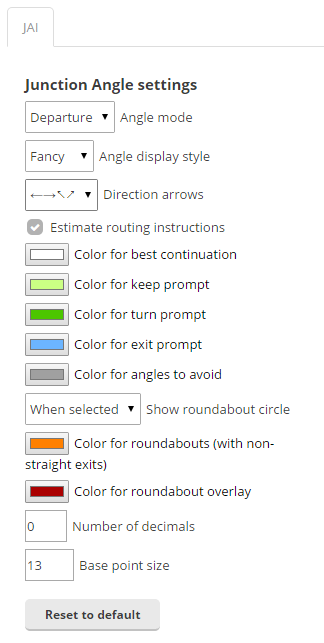 JAI
Junction Angle settings
Departure ▼ Angle mode
Fancy ▼ Angle display style
←→↖↗ ▼ Direction arrows
Estimate routing instructions
Color for best continuation
Color for keep prompt
Color for turn prompt
Color for exit prompt
Color for angles to avoid
When selected ▼ Show roundabout circle
Color for roundabouts (with non-
straight exits)
Color for roundabout overlay
0 Number of decimals
13 Base point size
Reset to default